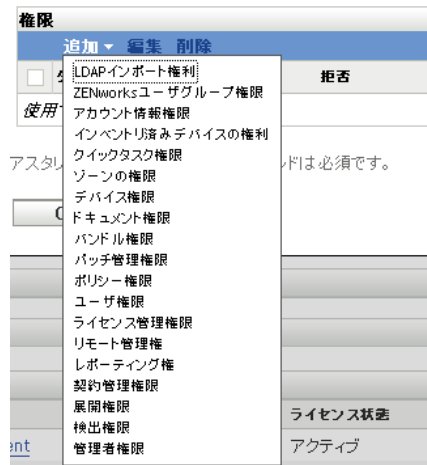 権限
追加 編集 削除
拒否
LDAPインポート権利
ZENworksユーザグループ権限
アカウント情報権限
インベントリ済みデバイスの権利
クイックタスク権限
ゾーンの権限
デバイス権限
ドキュメント権限
バンドル権限
パッチ管理権限
ポリシー権限
ユーザ権限
ライセンス管理権限
リモート管理権
レポーティング権
契約管理権限
展開権限
検出権限
管理者権限
使用
アスタ
ドは必須です。
ライセンス状態
ent
アクティブ